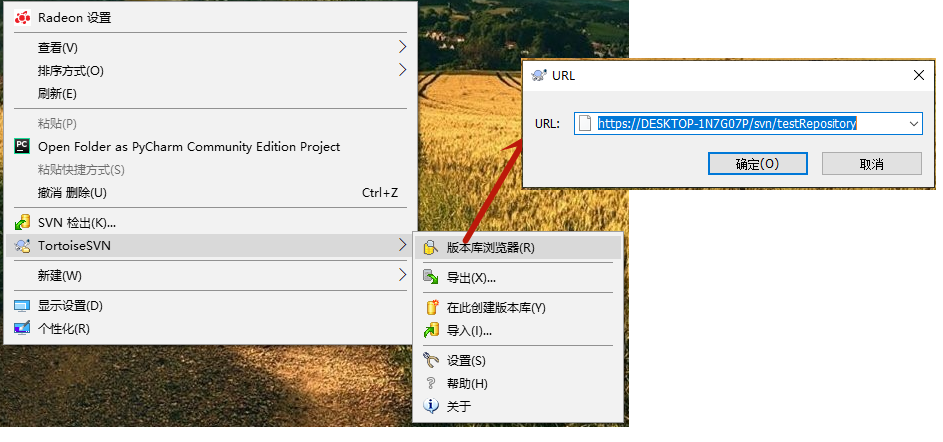 Radeon 设置
查看(V)
排序方式(O)
刷新(E)
粘贴(P)
PC
Open Folder as PyCharm Community Edition Project
粘贴快捷方式(S)
撤消 删除(U) Ctrl+Z
SVN 检出(K)...
TortoiseSVN
新建(W)
显示设置(D)
个性化(R)
版本库浏览器(R)
导出(X)...
在此创建版本库(Y)
导入(I)...
设置(S)
帮助(H)
关于
URL
URL: https://DESKTOP-1N7G07P/svn/testRepository
确定(O) 取消